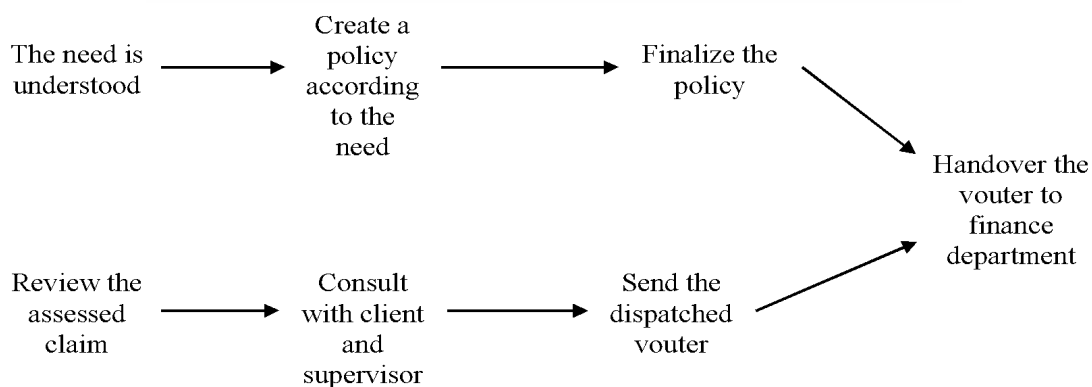 The need is
understood
Create a
policy
according
to the
need
Finalize the
policy
Handover the
vouter to
finance
department
Review the
assessed
claim
Consult
with client
and
supervisor
Send the
dispatched
vouter